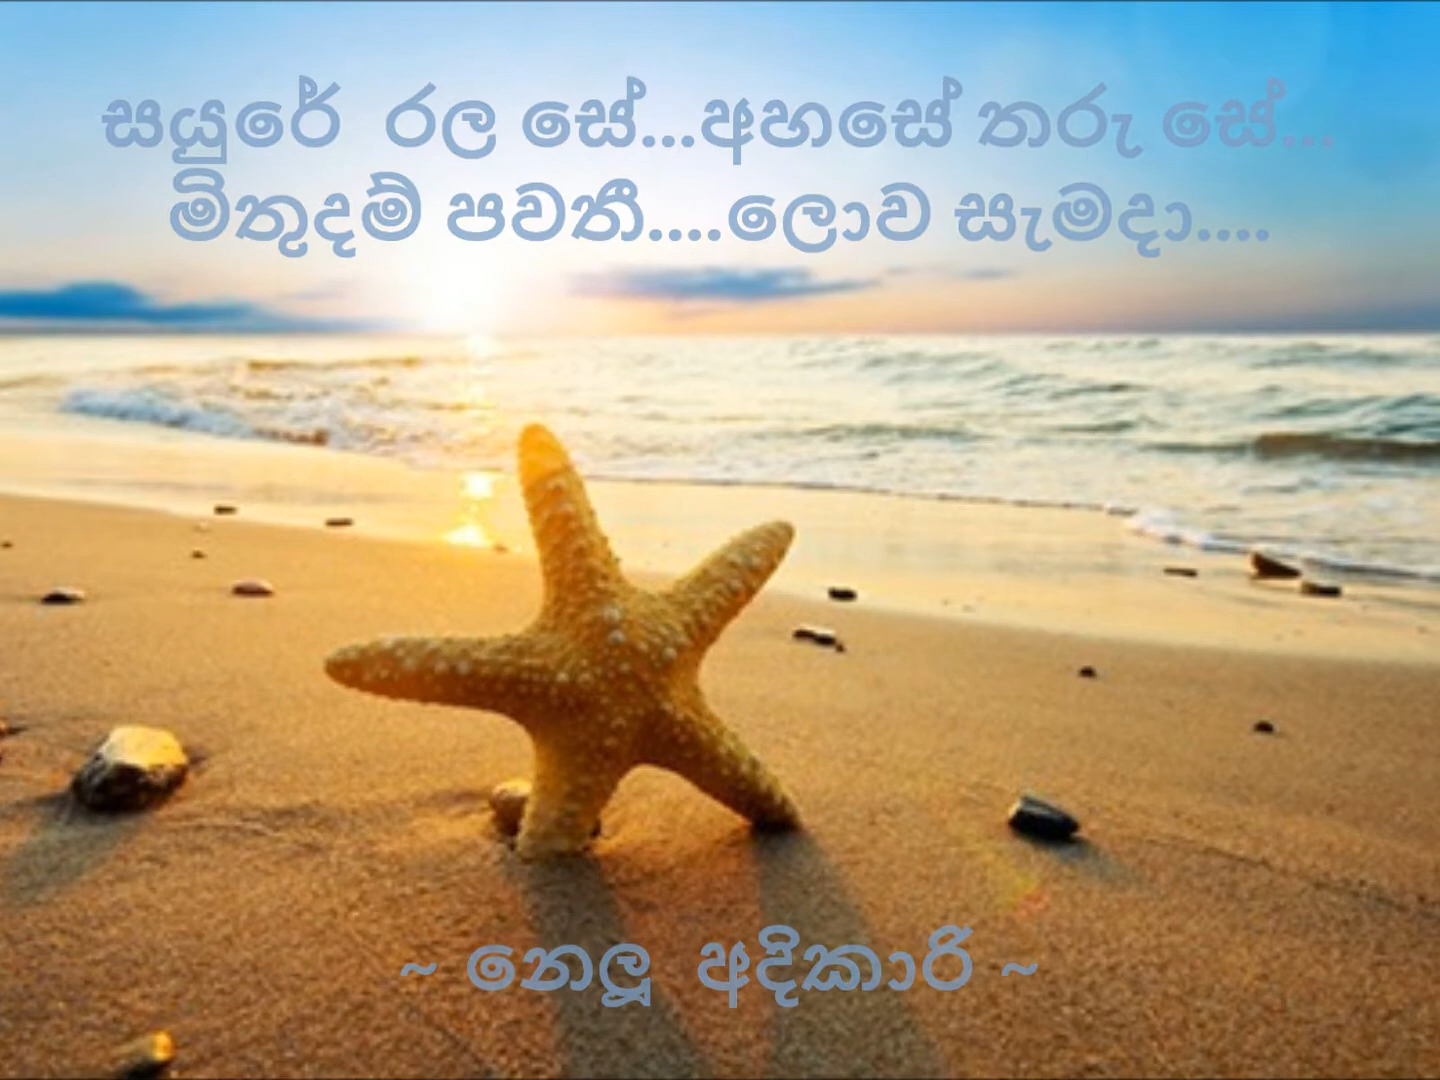 සයුරේ රල සේ...අහසේ තරු සේ...
මිතුදම් පවතී....ලොව සැමදා....
~ නෙලූ අදිකාරි ~